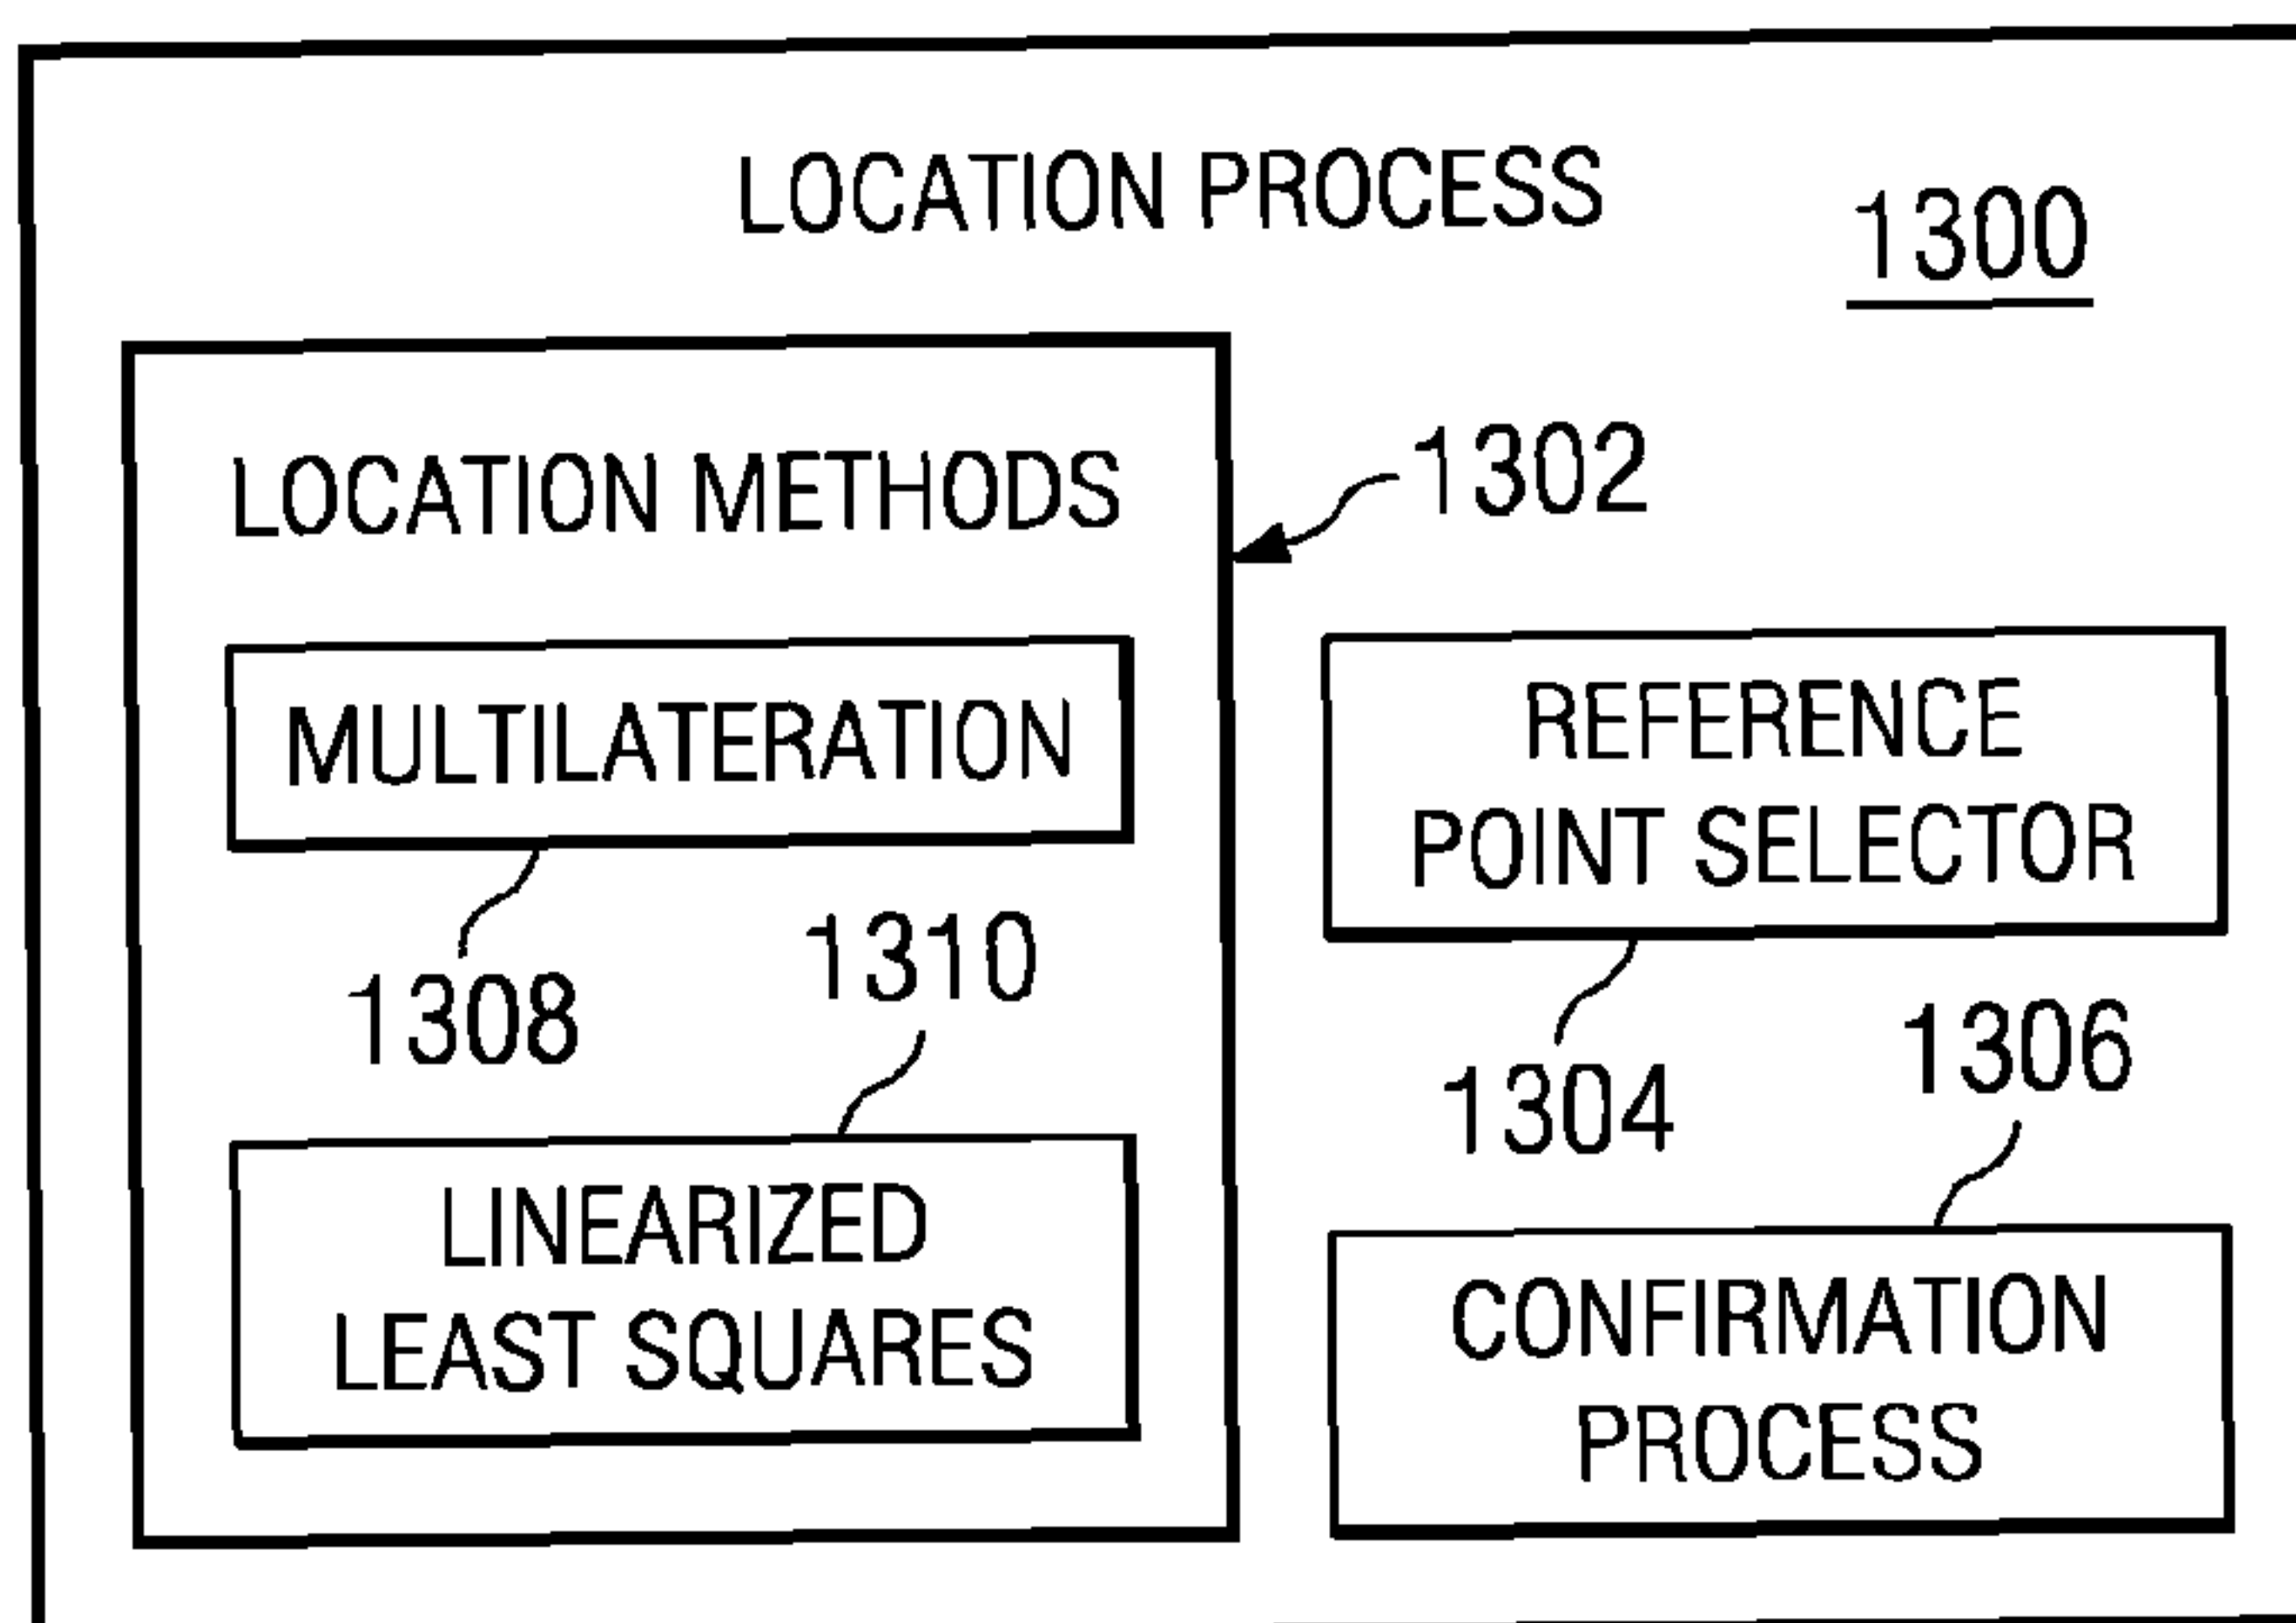 LOCATION PROCESS
1300
LOCATION METHODS
1302
MULTILATERATION
1308
1310
LINEARIZED
LEAST SQUARES
REFERENCE
POINT SELECTOR
1304
1306
CONFIRMATION
PROCESS